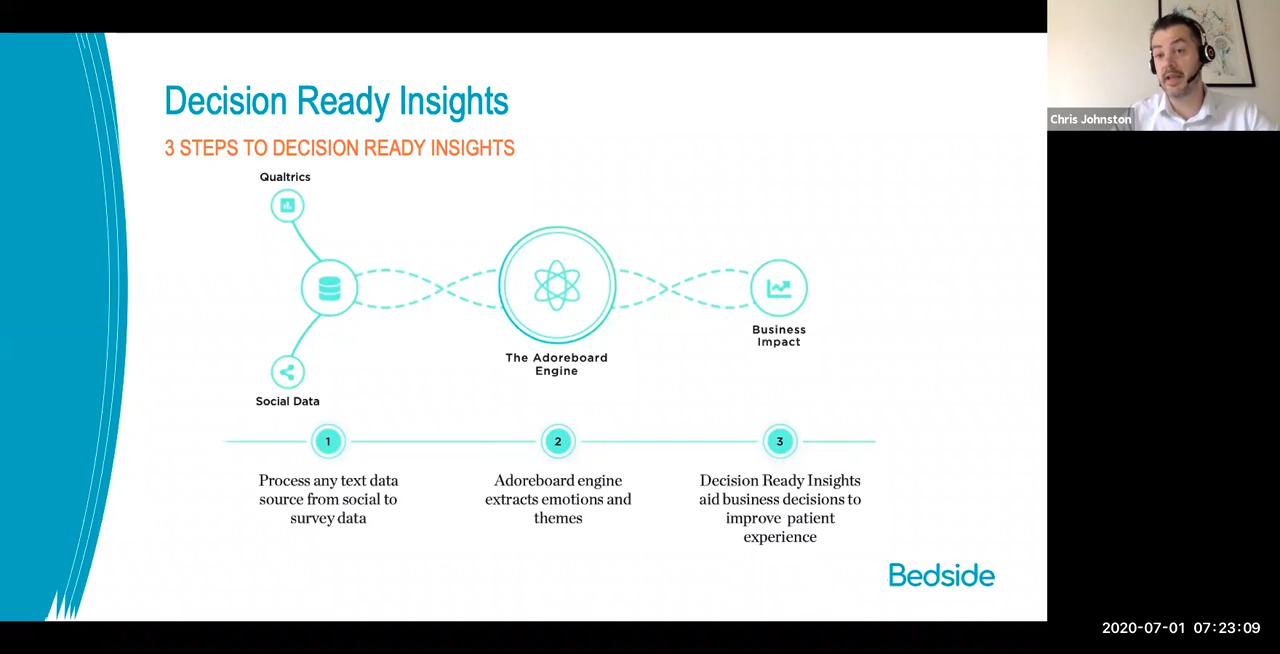 Decision Ready Insights
3 STEPS TO DECISION READY INSIGHTS
Qualtrics
Social Data
The Adoreboard
Engine
Business
Impact
1
Process any text data
source from social to
survey data
2
Adoreboard engine
extracts emotions and
themes
3
Decision Ready Insights
aid business decisions to
improve patient
experience
Bedside
Chris Johnston
2020-07-01 07:23:09